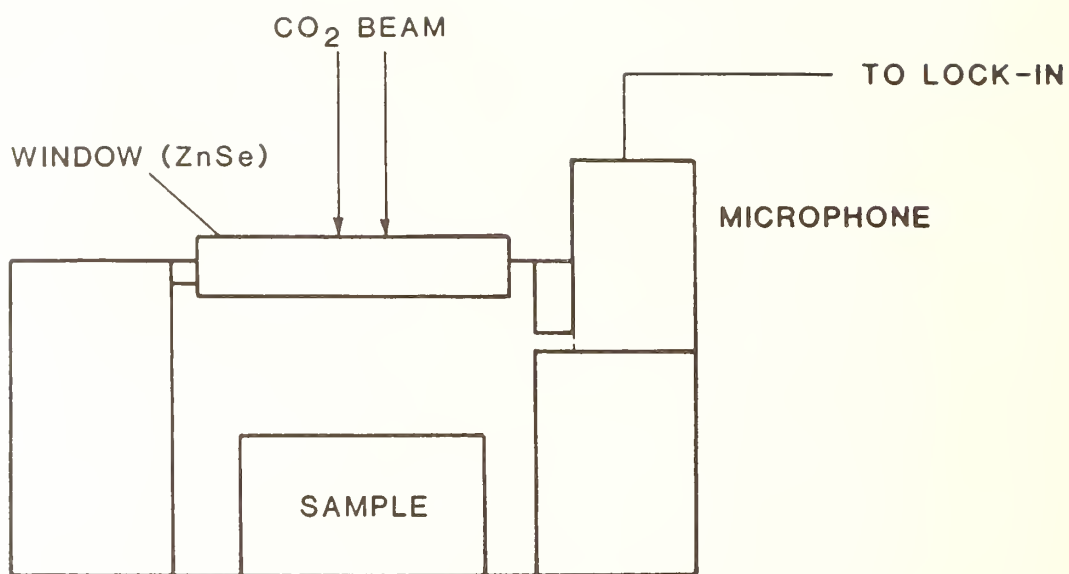 CO₂ BEAM
TO LOCK-IN
WINDOW (ZnSe)
MICROPHONE
SAMPLE